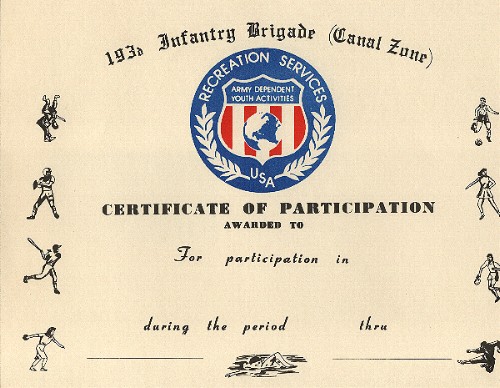 193d Infantry Brigade (Canal Zone)
RECREATION SERVICES
ARMY DEPENDENT
YOUTH ACTIVITIES
USA
CERTIFICATE OF PARTICIPATION
AWARDED TO
For participation in
during the period thru